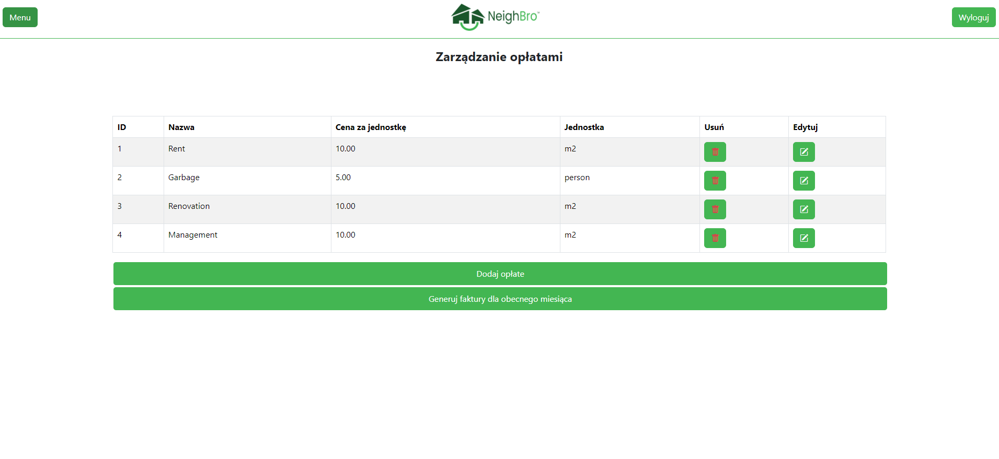 Menu
NeighBro™
Wyloguj
Zarządzanie opłatami
ID Nazwa Cena za jednostkę Jednostka Usuń Edytuj
1 Rent 10.00 m2
2 Garbage 5.00 person
3 Renovation 10.00 m2
4 Management 10.00 m2
Dodaj opłate
Generuj faktury dla obecnego miesiąca